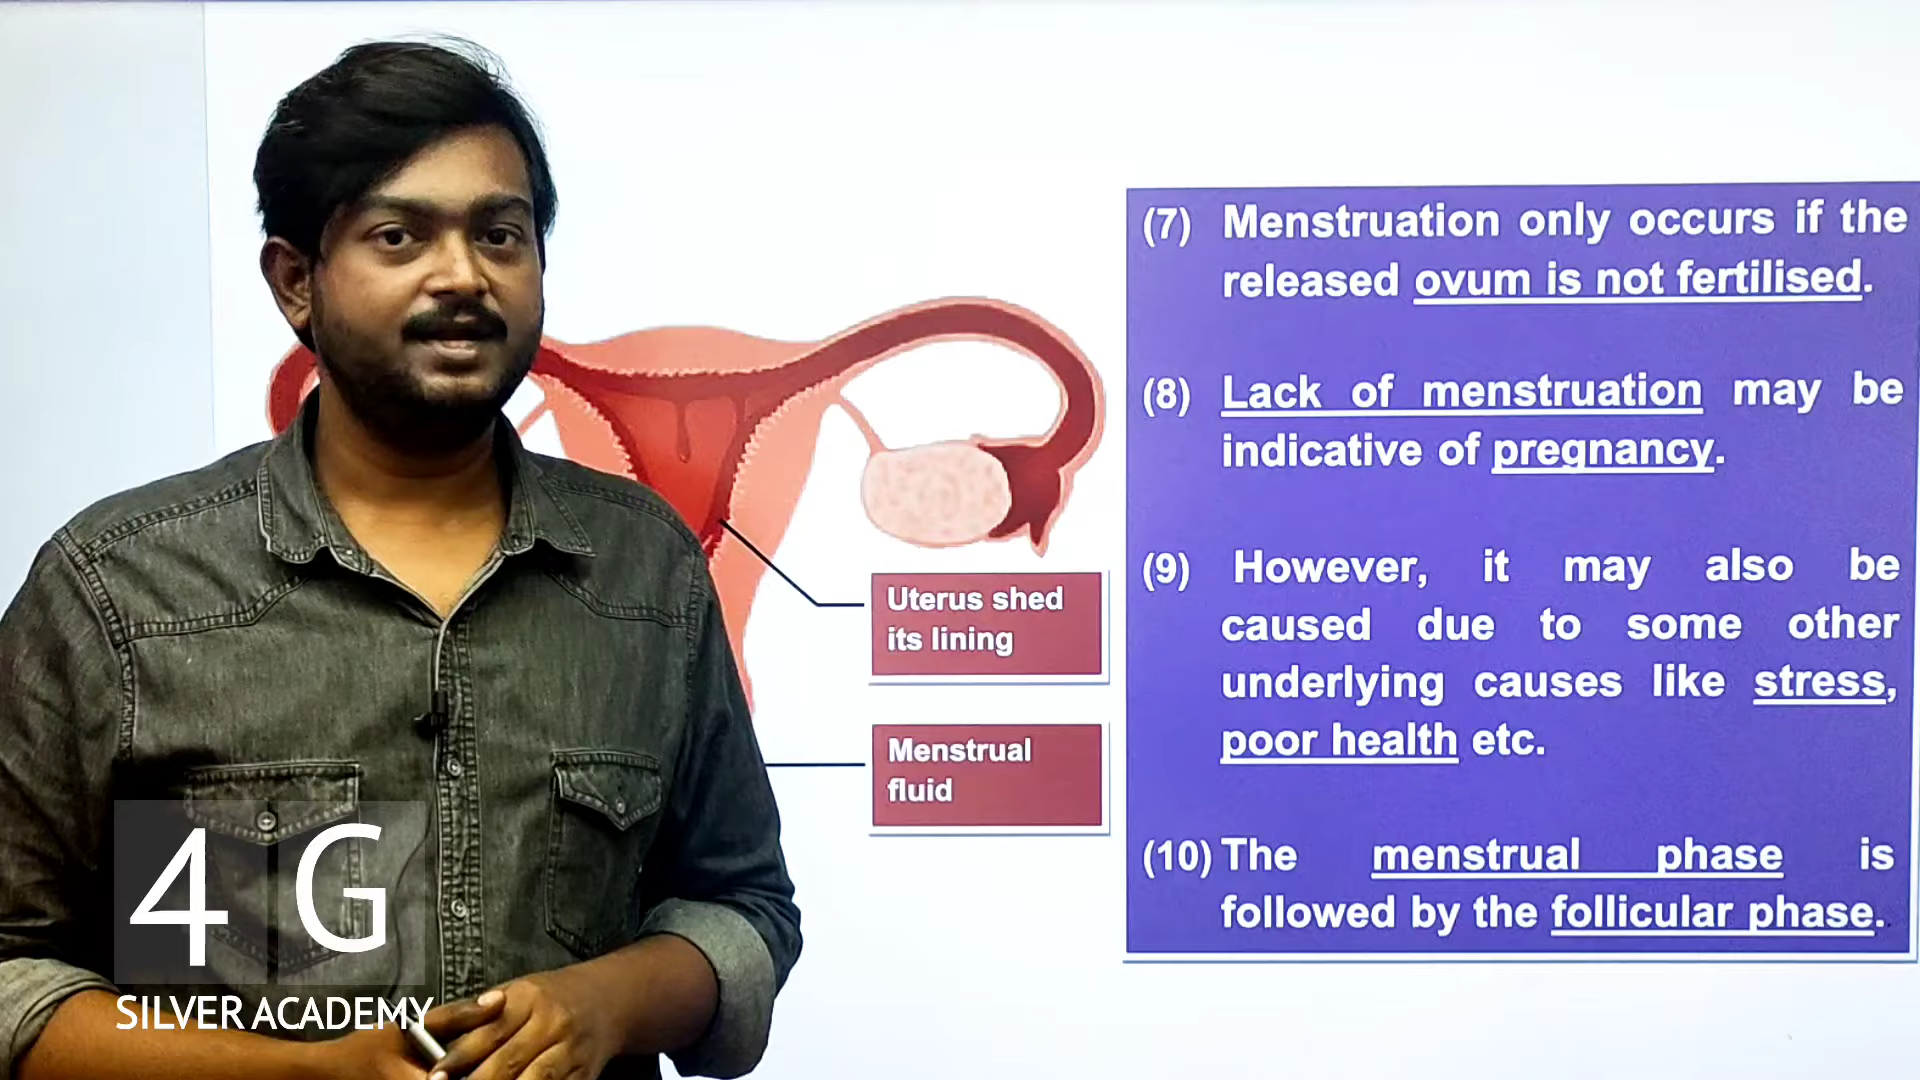 (7) Menstruation only occurs if the
released ovum is not fertilised.
(8) Lack of menstruation may be
indicative of pregnancy.
(9) However, it may also be
caused due to some other
underlying causes like stress,
poor health etc.
(10) The menstrual phase is
followed by the follicular phase.
Uterus shed
its lining
Menstrual
fluid
4 G
SILVER ACADEMY